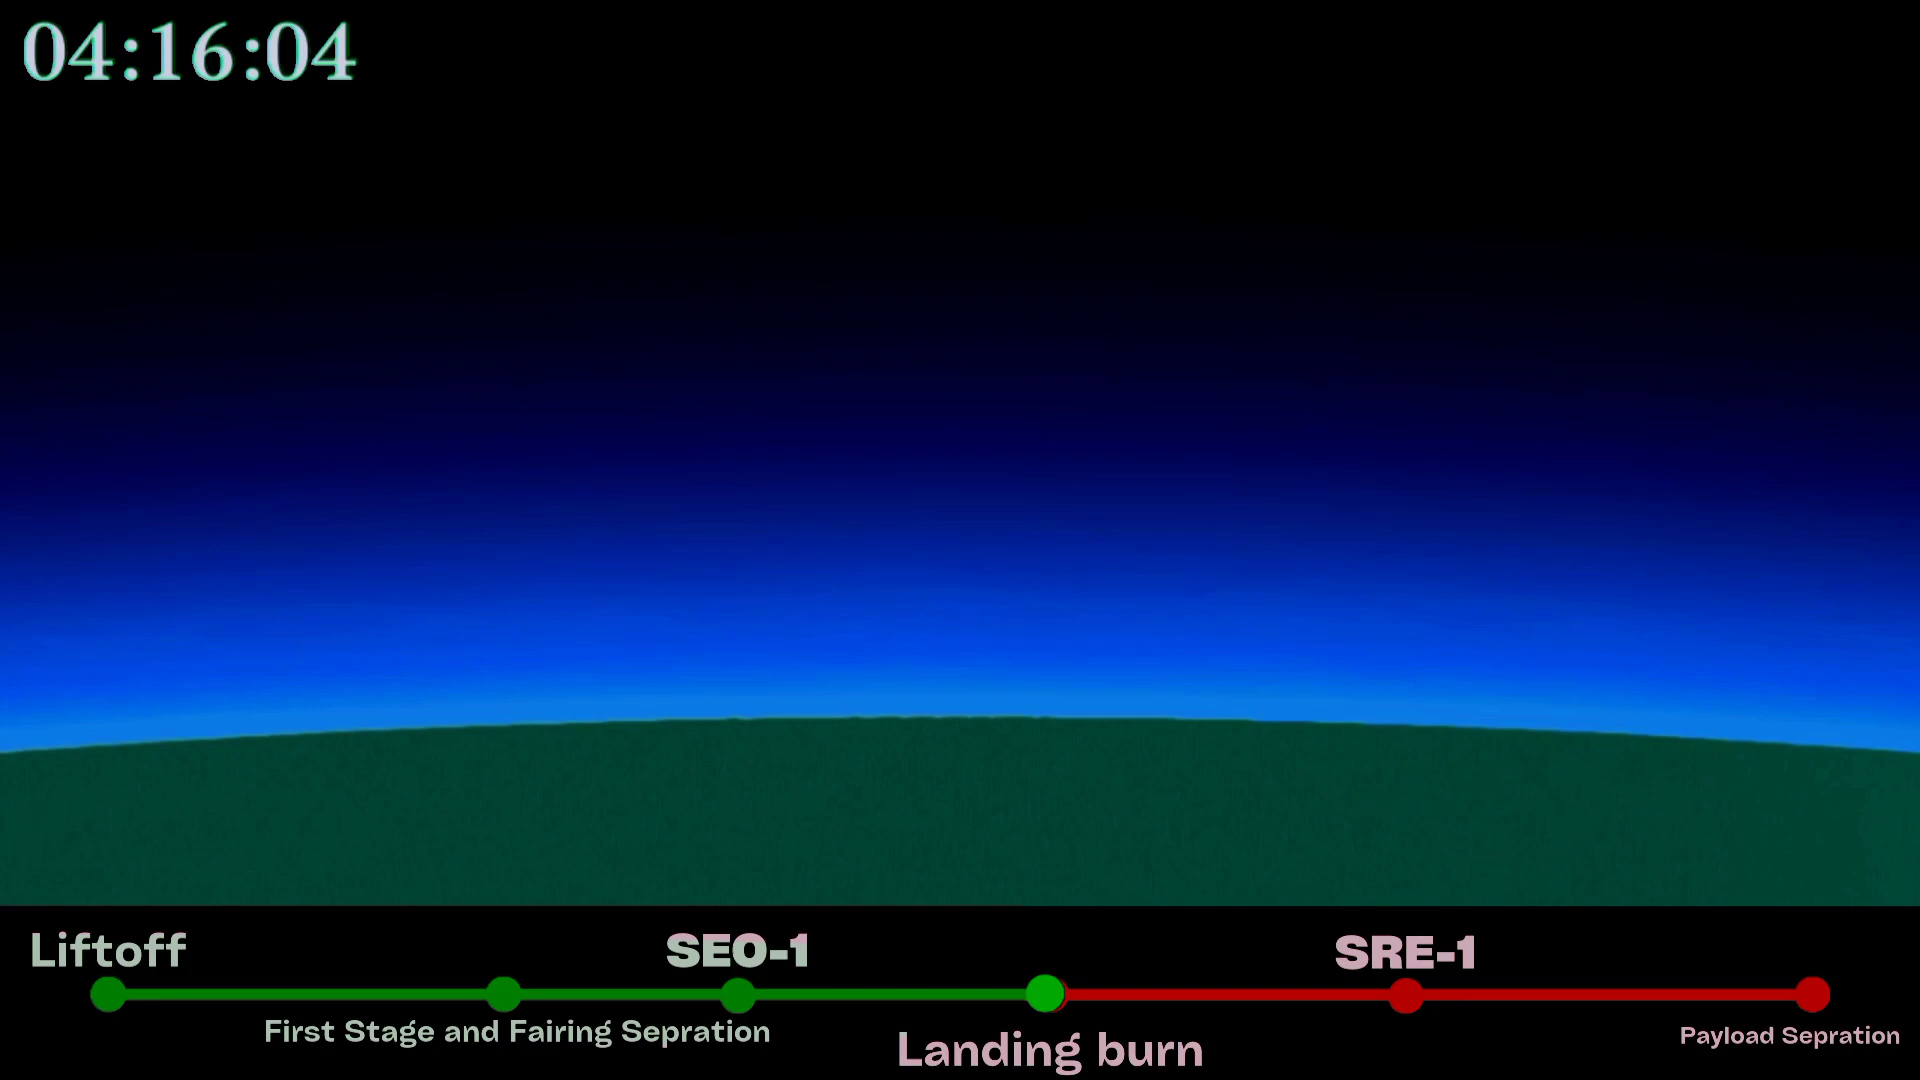 04:16:04
Liftoff
SEO-1
SRE-1
First Stage and Fairing Sepration
Landing burn
Payload Sepration